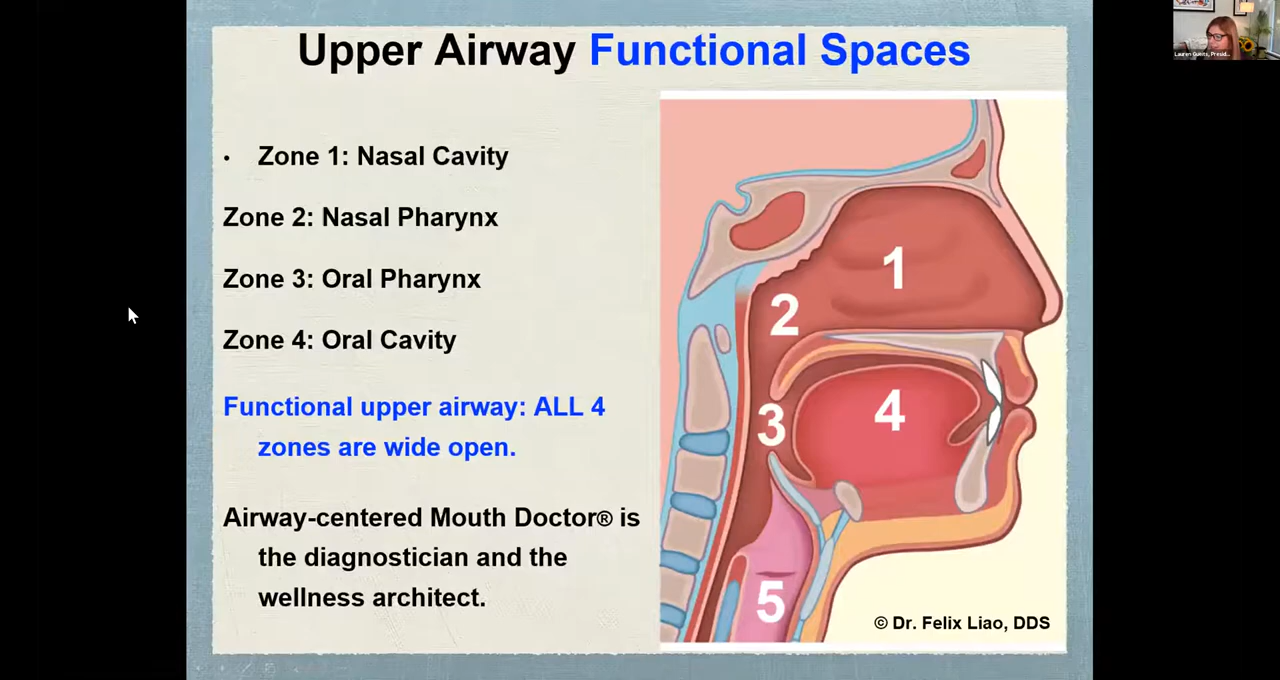 Upper Airway Functional Spaces
• Zone 1: Nasal Cavity
Zone 2: Nasal Pharynx
Zone 3: Oral Pharynx
Zone 4: Oral Cavity
Functional upper airway: ALL 4
zones are wide open.
Airway-centered Mouth Doctor® is
the diagnostician and the
wellness architect.
1
2
3
4
5
© Dr. Felix Liao, DDS
Lauren